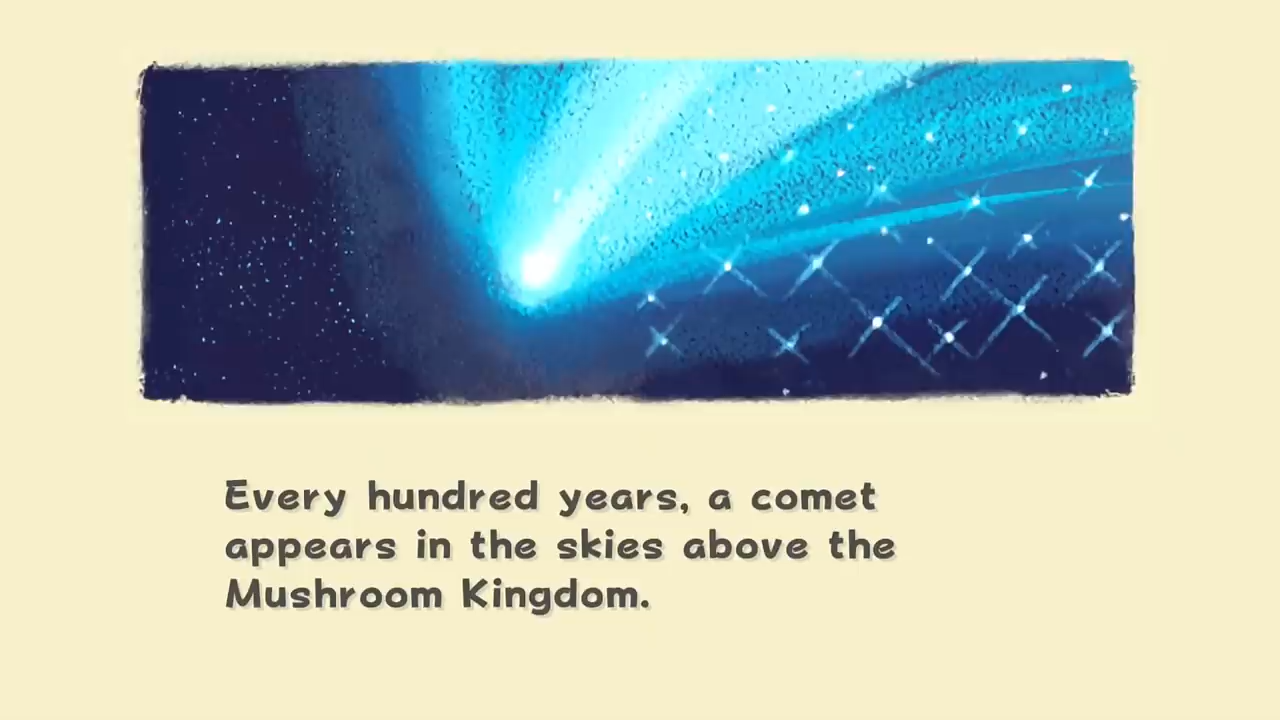 Every hundred years, a comet
appears in the skies above the
Mushroom Kingdom.